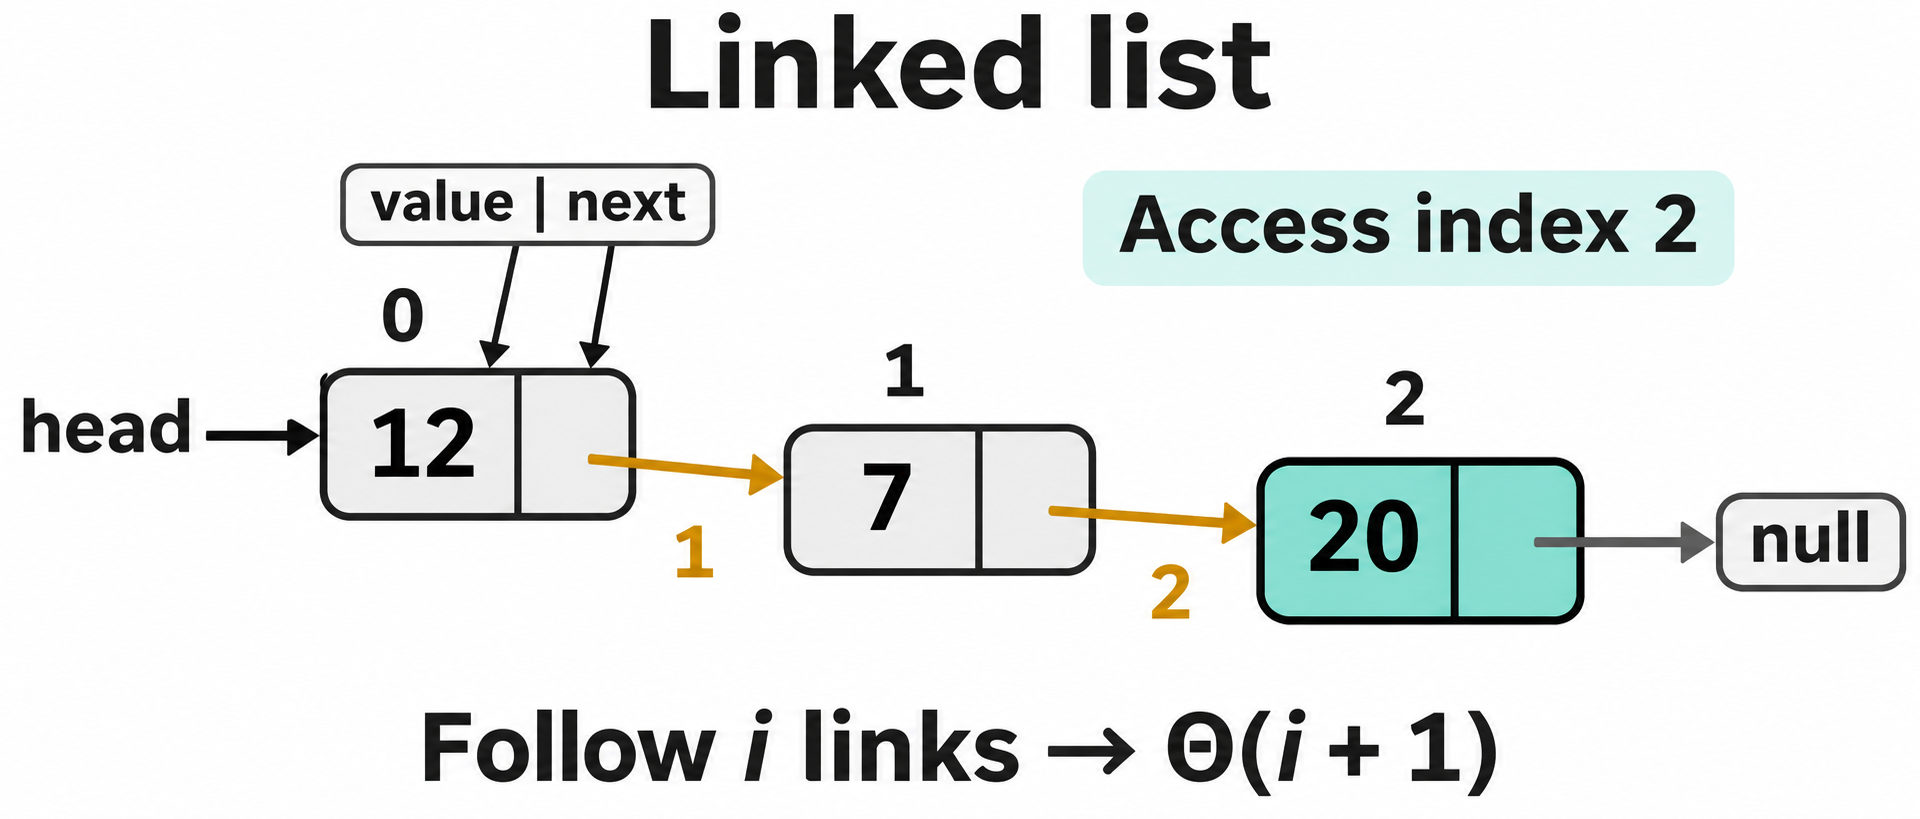 Linked list
value | next
Access index 2
0
1
2
head
12
7
20
null
1
2
Follow i links → Θ(i + 1)